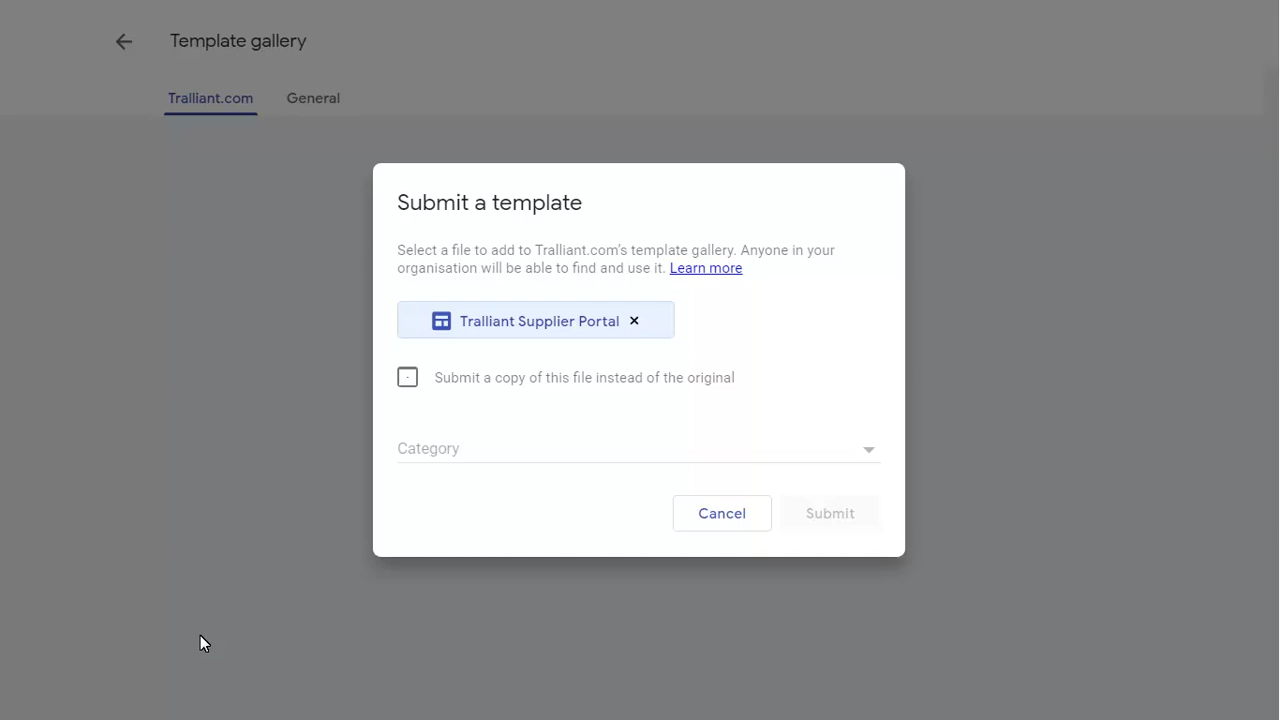 Template gallery
Tralliant.com General
Submit a template
Select a file to add to Tralliant.com's template gallery. Anyone in your
organisation will be able to find and use it. Learn more
Tralliant Supplier Portal
Submit a copy of this file instead of the original
Category
Cancel Submit